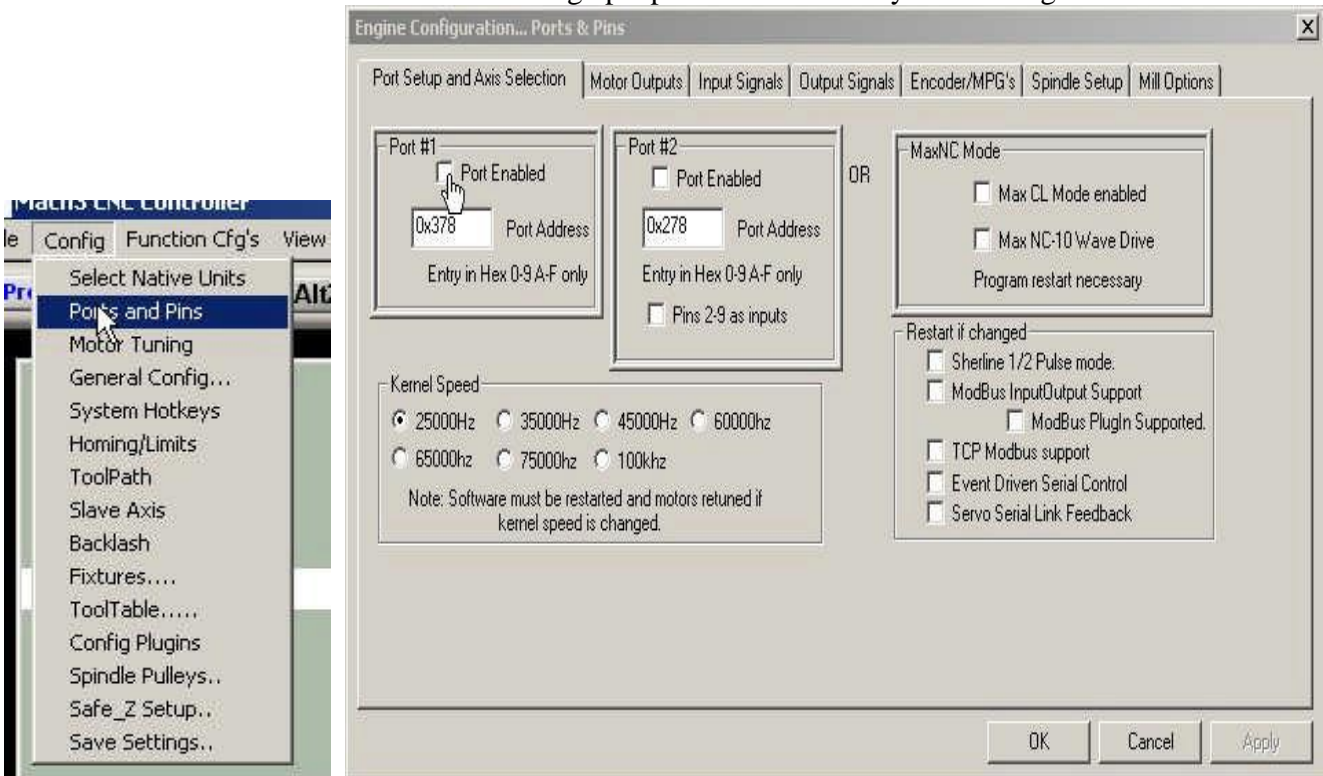 Engine Configuration... Ports & Pins
Port Setup and Axis Selection Motor Outputs Input Signals Output Signals Encoder/MPG's Spindle Setup Mill Options
Port #1
Port Enabled
0x378 Port Address
Entry in Hex 0-9 A-F only
Port #2
Port Enabled
0x278 Port Address
Entry in Hex 0-9 A-F only
Pins 2-9 as inputs
OR
MaxNC Mode
Max CL Mode enabled
Max NC-10 Wave Drive
Program restart necessary
Restart if changed
Sherline 1/2 Pulse mode.
ModBus InputOutput Support
ModBus PlugIn Supported.
TCP Modbus support
Event Driven Serial Control
Servo Serial Link Feedback
Kernel Speed
25000Hz 35000Hz 45000Hz 60000hz
65000hz 75000hz 100khz
Note: Software must be restarted and motors retuned if
kernel speed is changed.
OK Cancel Apply
Config Function Cfg's View
Select Native Units
Ports and Pins
Motor Tuning
General Config...
System Hotkeys
Homing/Limits
ToolPath
Slave Axis
Backlash
Fixtures....
ToolTable.....
Config Plugins
Spindle Pulleys..
Safe_Z Setup..
Save Settings..